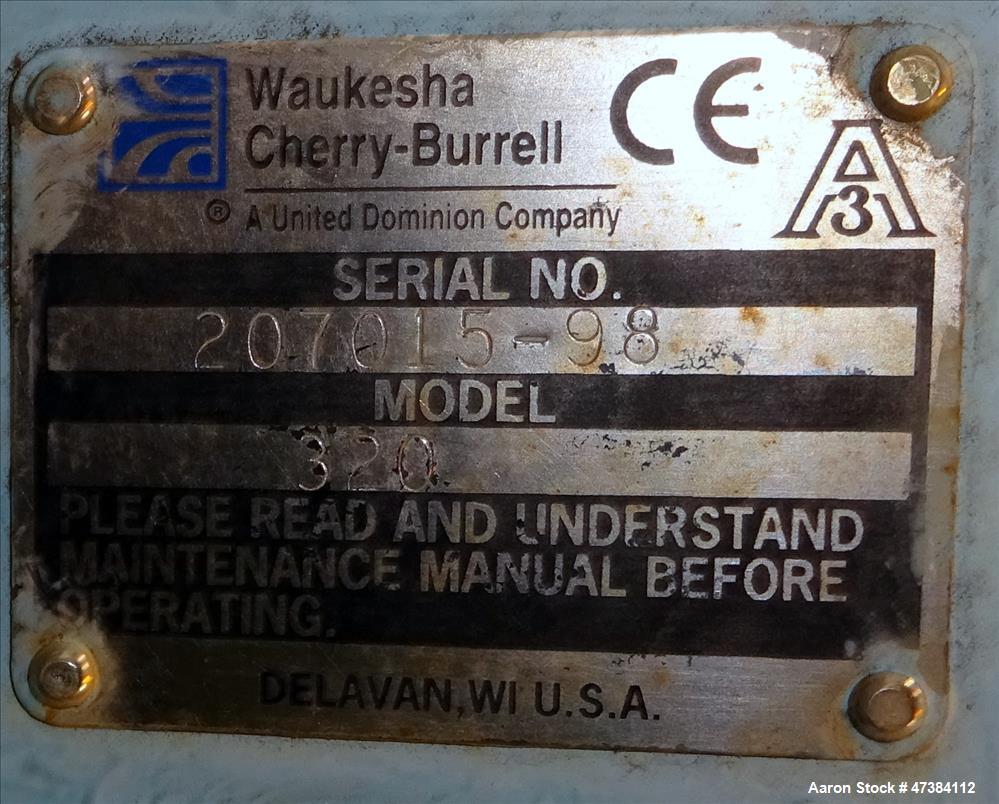 Waukesha
Cherry-Burrell
CE
® A United Dominion Company
A
3
SERIAL NO.
207015-98
MODEL
320
PLEASE READ AND UNDERSTAND
MAINTENANCE MANUAL BEFORE
OPERATING.
DELAVAN, WI U.S.A.
Aaron Stock # 47384112